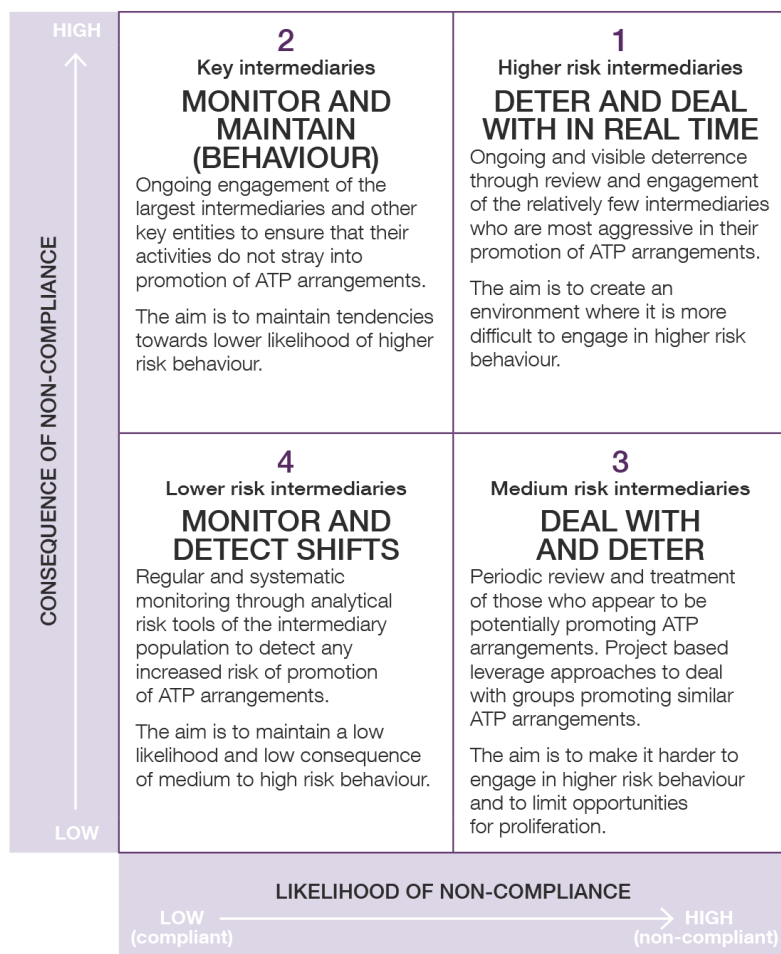 HIGH
CONSEQUENCE OF NON-COMPLIANCE
LOW
2
Key intermediaries
MONITOR AND
MAINTAIN
(BEHAVIOUR)
Ongoing engagement of the
largest intermediaries and other
key entities to ensure that their
activities do not stray into
promotion of ATP arrangements.
The aim is to maintain tendencies
towards lower likelihood of higher
risk behaviour.
1
Higher risk intermediaries
DETER AND DEAL
WITH IN REAL TIME
Ongoing and visible deterrence
through review and engagement
of the relatively few intermediaries
who are most aggressive in their
promotion of ATP arrangements.
The aim is to create an
environment where it is more
difficult to engage in higher risk
behaviour.
4
Lower risk intermediaries
MONITOR AND
DETECT SHIFTS
Regular and systematic
monitoring through analytical
risk tools of the intermediary
population to detect any
increased risk of promotion
of ATP arrangements.
The aim is to maintain a low
likelihood and low consequence
of medium to high risk behaviour.
3
Medium risk intermediaries
DEAL WITH
AND DETER
Periodic review and treatment
of those who appear to be
potentially promoting ATP
arrangements. Project based
leverage approaches to deal
with groups promoting similar
ATP arrangements.
The aim is to make it harder to
engage in higher risk behaviour
and to limit opportunities
for proliferation.
LIKELIHOOD OF NON-COMPLIANCE
LOW
(compliant)
HIGH
(non-compliant)